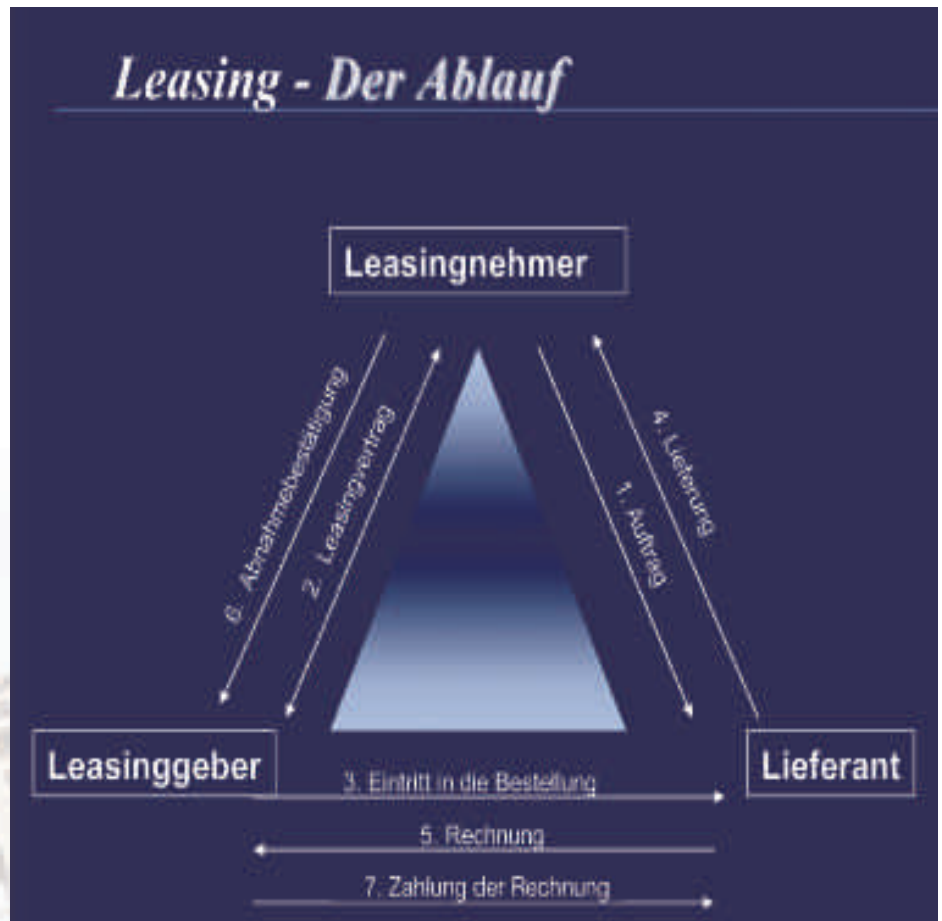 Leasing - Der Ablauf
Leasingnehmer
6. Abnahmebestätigung
2. Leasingvertrag
1. Auftrag
4. Lieferung
Leasinggeber
Lieferant
3. Eintritt in die Bestellung
5. Rechnung
7. Zahlung der Rechnung